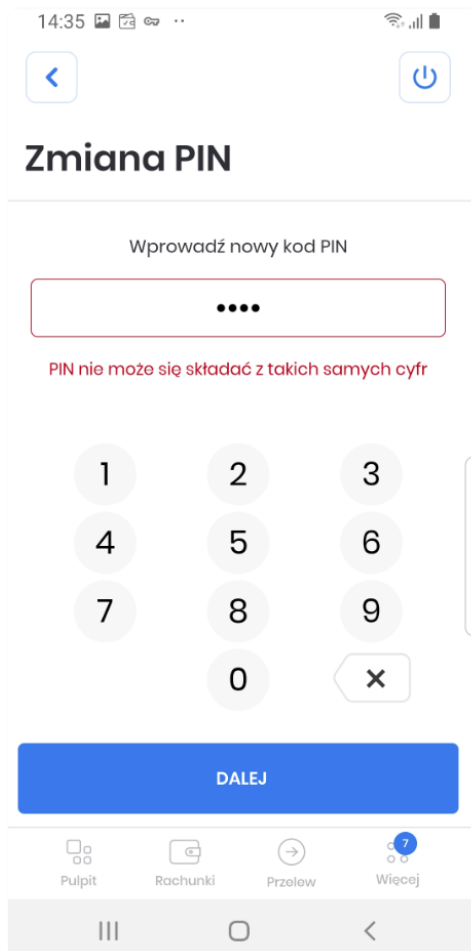 14:35
Zmiana PIN
Wprowadź nowy kod PIN
••••
PIN nie może się składać z takich samych cyfr
1 2 3
4 5 6
7 8 9
0
DALEJ
7
Pulpit Rachunki Przelew Więcej